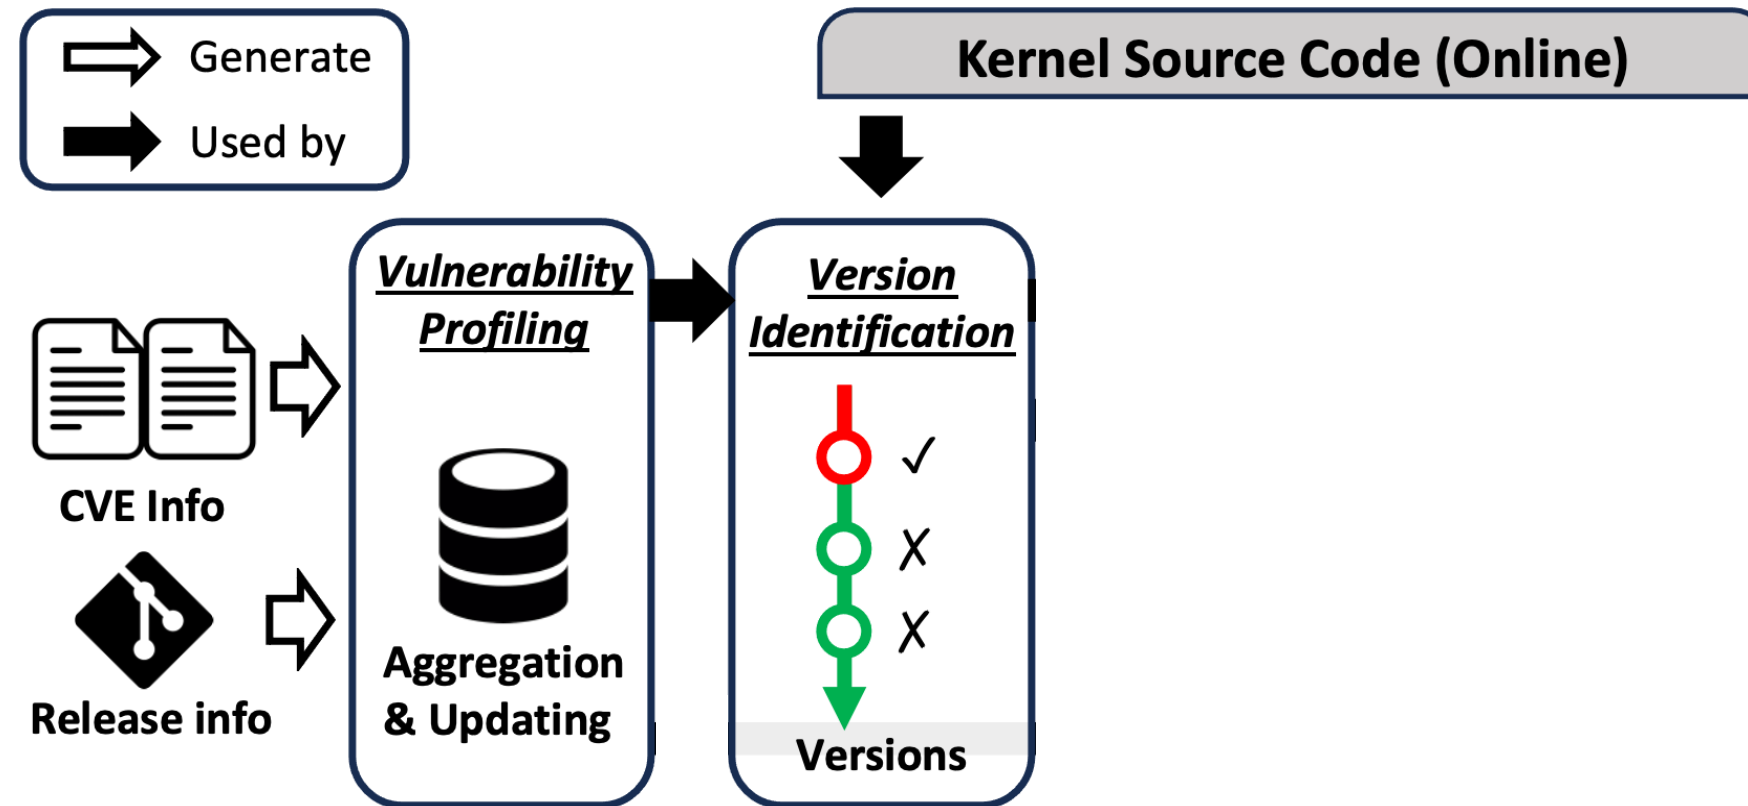 Generate
Used by
Kernel Source Code (Online)
Vulnerability
Profiling
Version
Identification
✓
✗
✗
CVE Info
Release info
Aggregation
& Updating
Versions